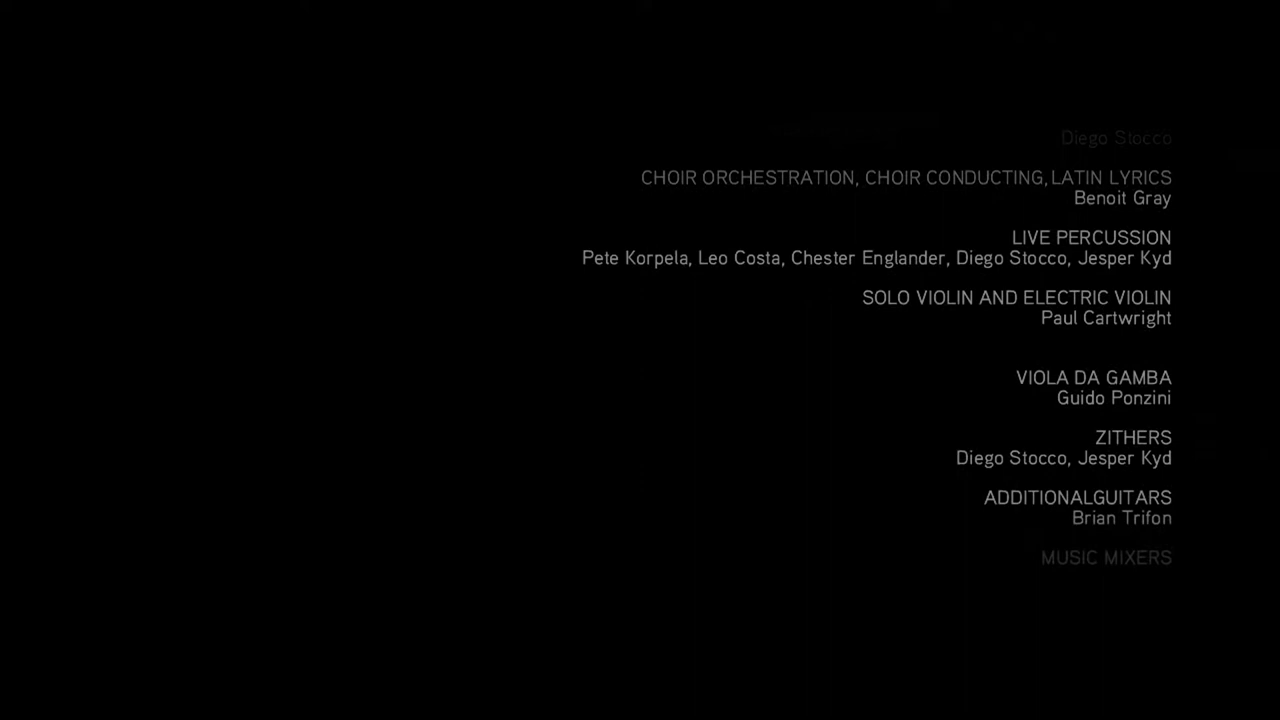 Diego Stocco
CHOIR ORCHESTRATION, CHOIR CONDUCTING, LATIN LYRICS
Benoit Gray
LIVE PERCUSSION
Pete Korpela, Leo Costa, Chester Englander, Diego Stocco, Jesper Kyd
SOLO VIOLIN AND ELECTRIC VIOLIN
Paul Cartwright
VIOLA DA GAMBA
Guido Ponzini
ZITHERS
Diego Stocco, Jesper Kyd
ADDITIONALGUITARS
Brian Trifon
MUSIC MIXERS